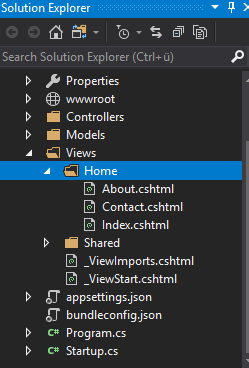 Solution Explorer
Search Solution Explorer (Ctrl+ü)
Properties
wwwroot
Controllers
Models
Views
Home
About.cshtml
Contact.cshtml
Index.cshtml
Shared
_ViewImports.cshtml
_ViewStart.cshtml
appsettings.json
bundleconfig.json
C# Program.cs
C# Startup.cs